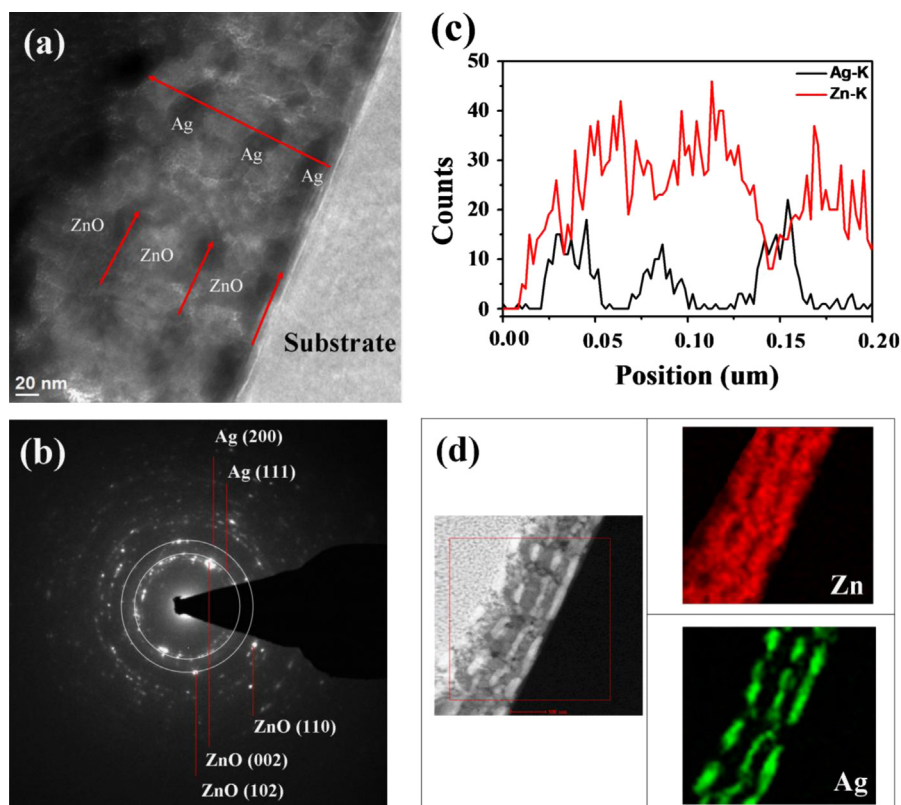 (a)
Ag
Ag
Ag
ZnO
ZnO
ZnO
Substrate
20 nm
(b)
Ag (200)
Ag (111)
ZnO (110)
ZnO (002)
ZnO (102)
(c)
Ag-K
Zn-K
50
40
30
20
10
0
Counts
0.00 0.05 0.10 0.15 0.20
Position (um)
(d)
Zn
Ag